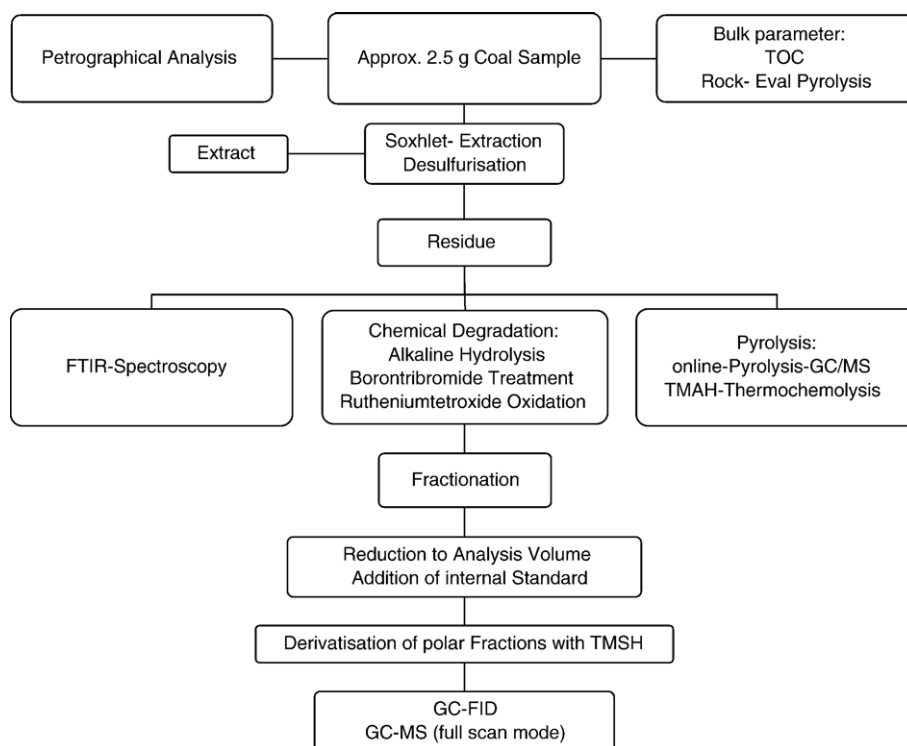 Petrographical Analysis
Approx. 2.5 g Coal Sample
Bulk parameter:
TOC
Rock- Eval Pyrolysis
Extract
Soxhlet- Extraction
Desulfurisation
Residue
FTIR-Spectroscopy
Chemical Degradation:
Alkaline Hydrolysis
Borontribromide Treatment
Rutheniumtetroxide Oxidation
Pyrolysis:
online-Pyrolysis-GC/MS
TMAH-Thermochemolysis
Fractionation
Reduction to Analysis Volume
Addition of internal Standard
Derivatisation of polar Fractions with TMSH
GC-FID
GC-MS (full scan mode)